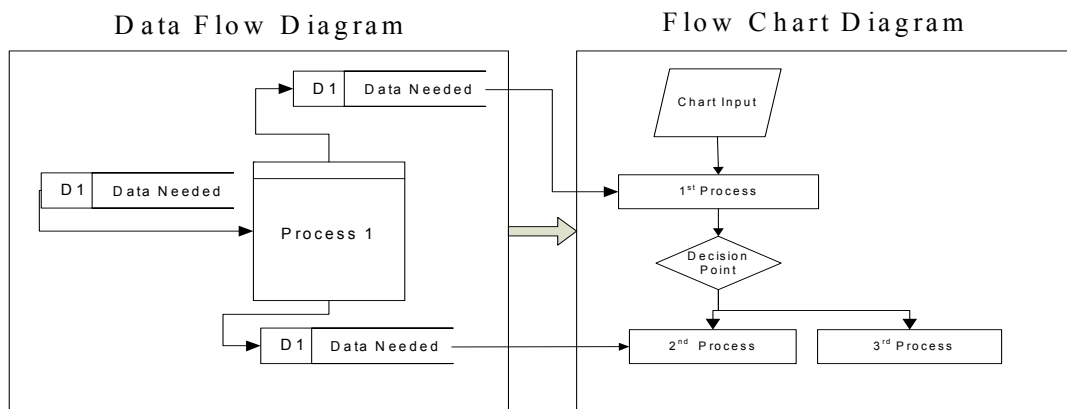 Data Flow Diagram
Flow Chart Diagram
D1 Data Needed
Chart Input
D1 Data Needed
1st Process
Process 1
Decision
Point
D1 Data Needed
2nd Process
3rd Process